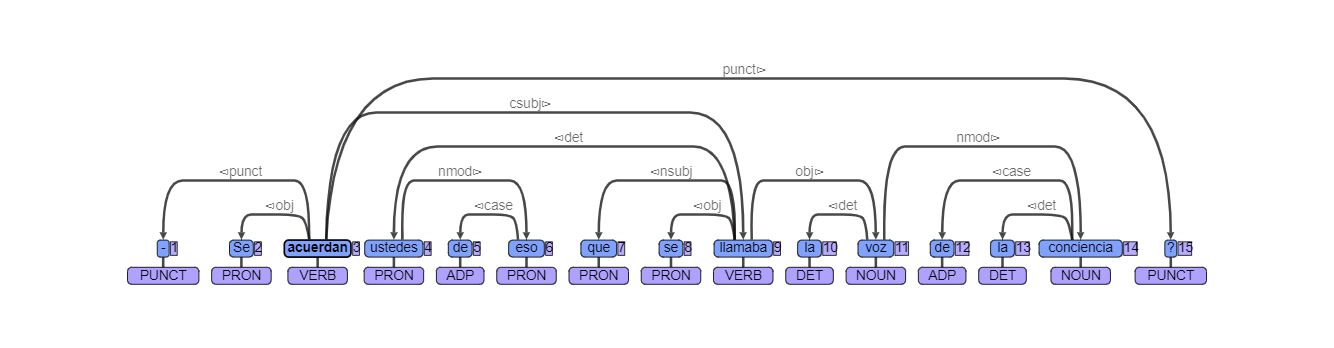 punct▻
csubj▻
◅det nmod▻
◅punct nmod▻ ◅nsubj obj▻ ◅case
◅obj ◅case ◅obj ◅det ◅det
- 1 Se 2 acuerdan 3 ustedes 4 de 5 eso 6 que 7 se 8 llamaba 9 la 10 voz 11 de 12 la 13 conciencia 14 ? 15
PUNCT PRON VERB PRON ADP PRON PRON PRON VERB DET NOUN ADP DET NOUN PUNCT